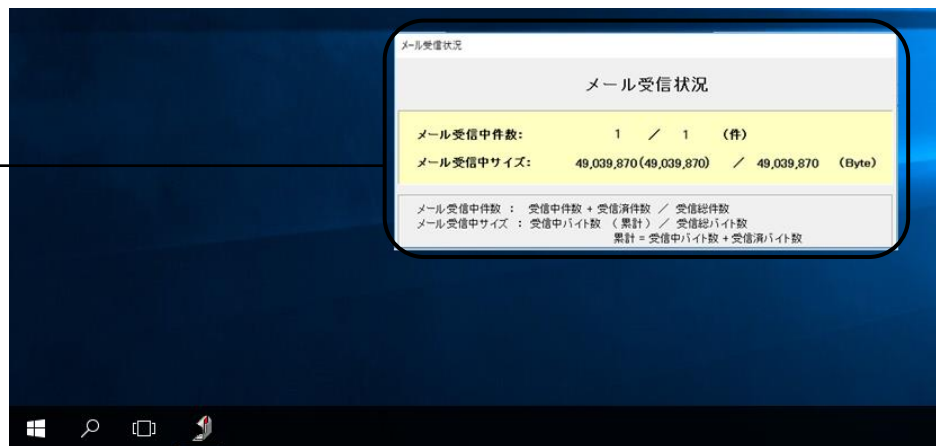 メール受信状況
メール受信状況
メール受信中件数: 1 / 1 (件)
メール受信中サイズ: 49,039,870(49,039,870) / 49,039,870 (Byte)
メール受信中件数 : 受信中件数 + 受信済件数 / 受信総件数
メール受信中サイズ : 受信中バイト数 (累計) / 受信総バイト数
累計 = 受信中バイト数 + 受信済バイト数